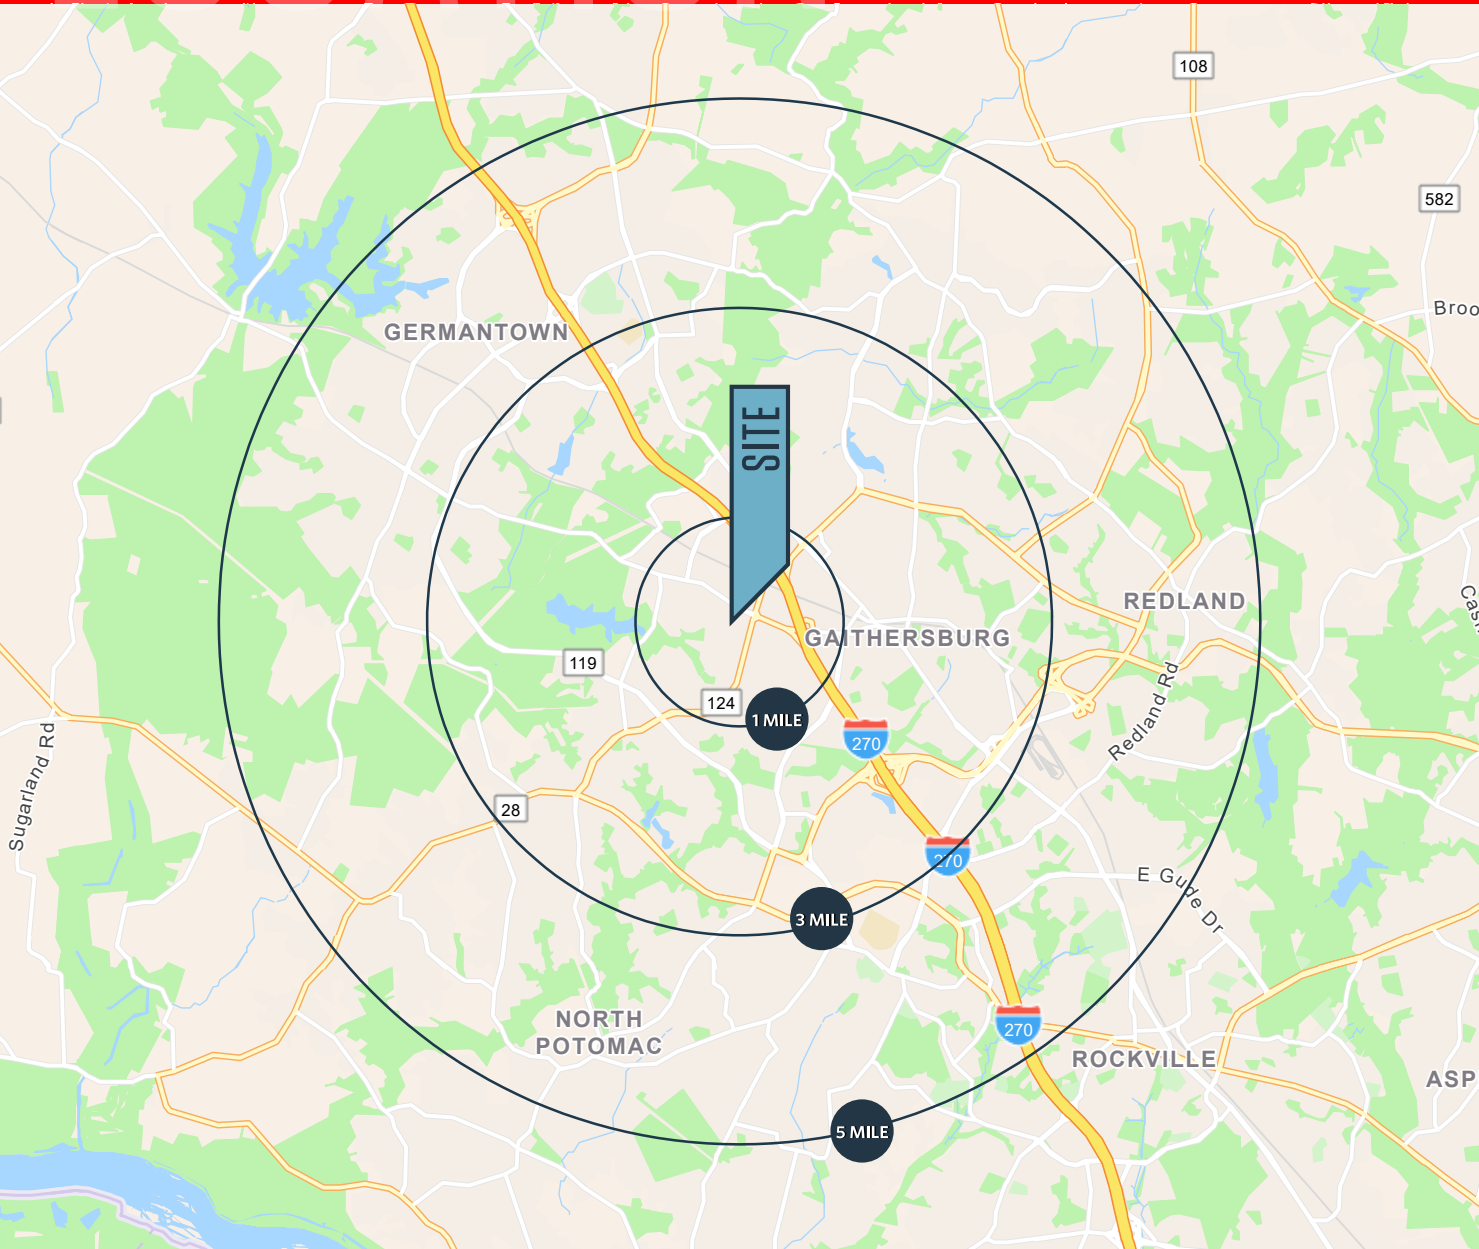 108
582
Broo
GERMANTOWN
SITE
REDLAND
Cash
GAITHERSBURG
119
124
1 MILE
Redland Rd
270
Sugarland Rd
28
270
E Gude Dr
3 MILE
NORTH
POTOMAC
270
ROCKVILLE
ASP
5 MILE